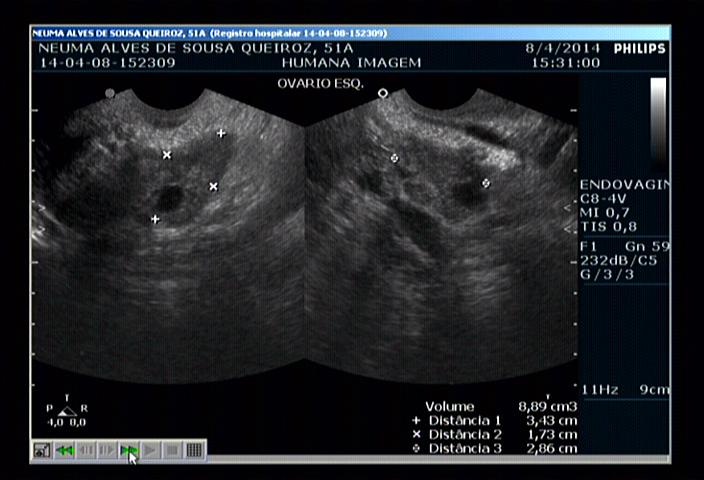 NEUMA ALVES DE SOUSA QUEIROZ, 51A (Registro hospitalar 14-04-08-152309)
NEUMA ALVES DE SOUSA QUEIROZ, 51A 8/4/2014 PHILIPS
14-04-08-152309 HUMANA IMAGEM 15:31:00
OVARIO ESQ.
ENDOVAGIN
C8-4V
MI 0,7
TIS 0,8
F1 Gn 59
232dB/C5
G/3/3
11Hz 9cm
P R
4,0 8,0
Volume 8,89 cm3
+ Distância 1 3,43 cm
× Distância 2 1,73 cm
Distância 3 2,86 cm